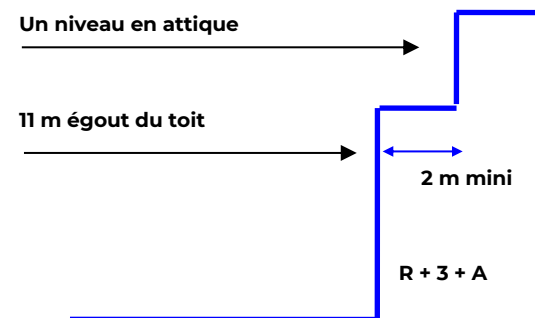 Un niveau en attique
11 m égout du toit
2 m mini
R + 3 + A